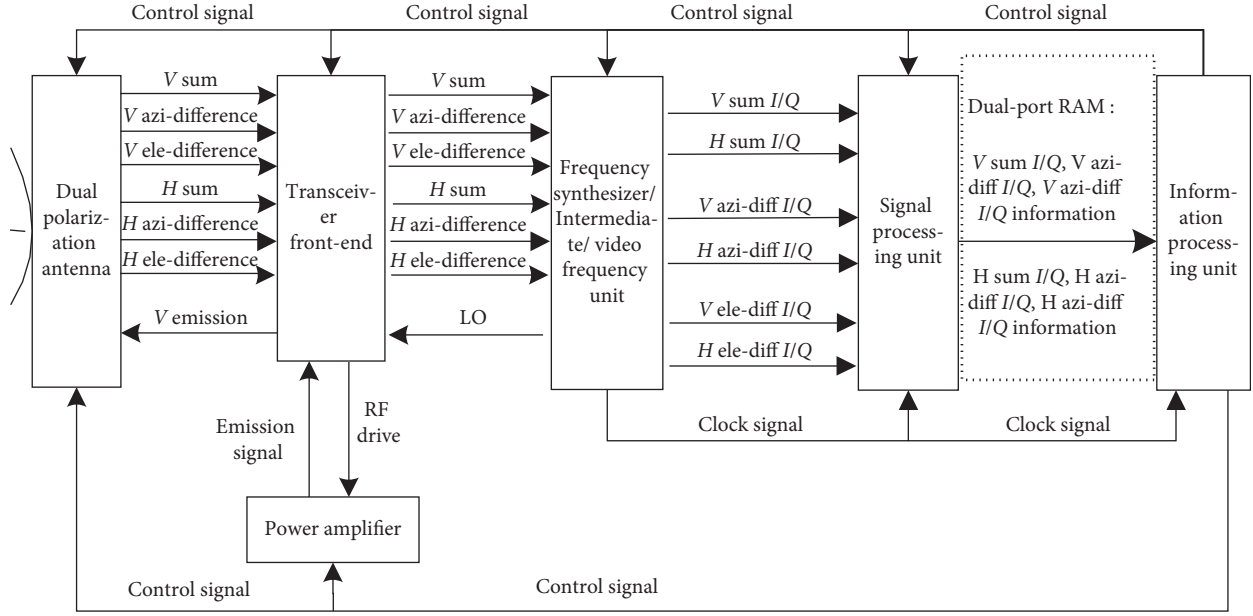 Control signal
Control signal
Control signal
Control signal
V sum
V azi-difference
V ele-difference
H sum
H azi-difference
H ele-difference
V emission
Dual
polariz-
ation
antenna
Transceiv-
er
front-end
V sum
V azi-difference
V ele-difference
H sum
H azi-difference
H ele-difference
LO
Frequency
synthesizer/
Intermedia-
te/ video
frequency
unit
V sum I/Q
H sum I/Q
V azi-diff I/Q
H azi-diff I/Q
V ele-diff I/Q
H ele-diff I/Q
Signal
process-
ing unit
Dual-port RAM :
V sum I/Q, V azi-
diff I/Q, V azi-diff
I/Q information
H sum I/Q, H azi-
diff I/Q, H azi-diff
I/Q information
Inform-
ation
process-
ing unit
Emission
signal
RF
drive
Clock signal
Clock signal
Power amplifier
Control signal
Control signal